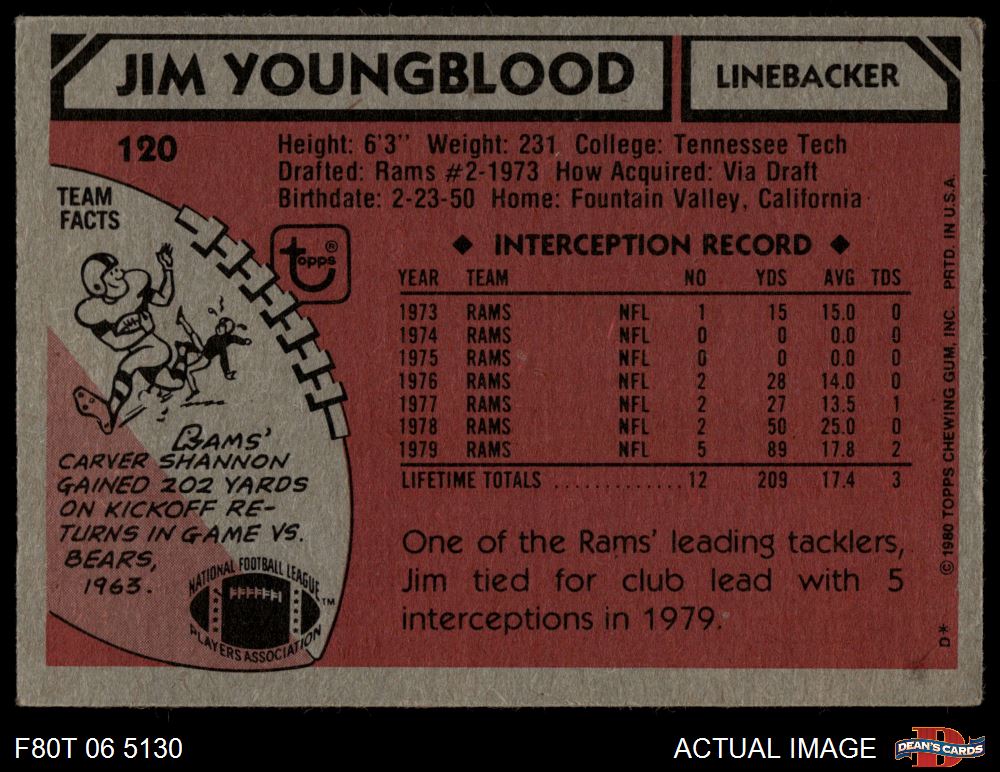 JIM YOUNGBLOOD
LINEBACKER
120
Height: 6'3" Weight: 231 College: Tennessee Tech
Drafted: Rams #2-1973 How Acquired: Via Draft
Birthdate: 2-23-50 Home: Fountain Valley, California
TEAM
FACTS
topps®
◆ INTERCEPTION RECORD ◆
YEAR TEAM NO YDS AVG TDS
1973 RAMS NFL 1 15 15.0 0
1974 RAMS NFL 0 0 0.0 0
1975 RAMS NFL 0 0 0.0 0
1976 RAMS NFL 2 28 14.0 0
1977 RAMS NFL 2 27 13.5 1
1978 RAMS NFL 2 50 25.0 0
1979 RAMS NFL 5 89 17.8 2
LIFETIME TOTALS ............ 12 209 17.4 3
RAMS'
CARVER SHANNON
GAINED 202 YARDS
ON KICKOFF RE-
TURNS IN GAME VS.
BEARS,
1963.
NATIONAL FOOTBALL LEAGUE
PLAYERS ASSOCIATION
TM
One of the Rams' leading tacklers,
Jim tied for club lead with 5
interceptions in 1979.
© 1980 TOPPS CHEWING GUM, INC. PRTD. IN U.S.A.
D*
F80T 06 5130
ACTUAL IMAGE
D
DEAN'S CARDS